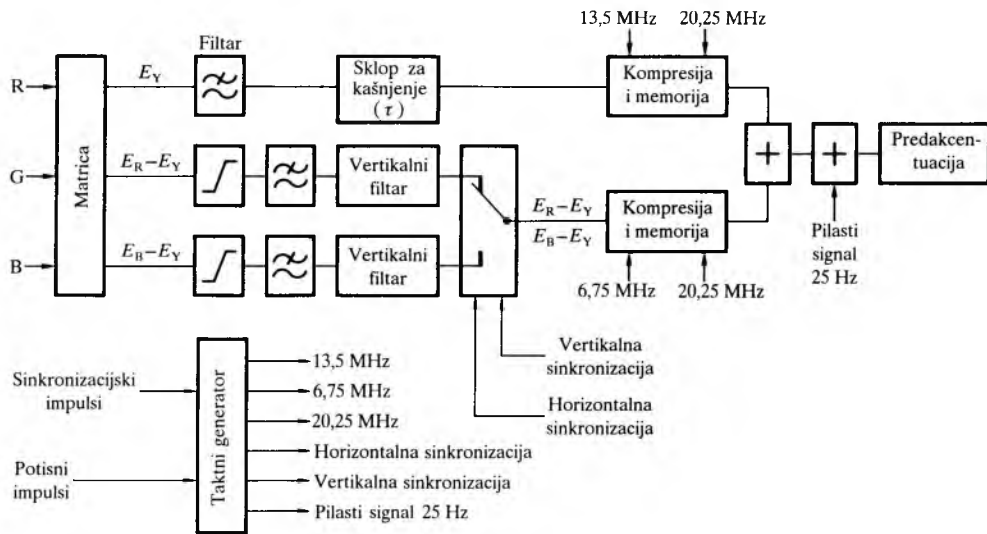 13,5 MHz
20,25 MHz
Filtar
R
E_Y
Sklop za
kašnjenje
(τ)
Kompresija
i memorija
Matrica
G
E_R–E_Y
Vertikalni
filtar
+
+
Predakcen-
tuacija
E_R–E_Y
E_B–E_Y
Kompresija
i memorija
B
E_B–E_Y
Vertikalni
filtar
Pilasti
signal
25 Hz
6,75 MHz
20,25 MHz
Vertikalna
sinkronizacija
Horizontalna
sinkronizacija
Sinkronizacijski
impulsi
Potisni
impulsi
Taktni generator
13,5 MHz
6,75 MHz
20,25 MHz
Horizontalna sinkronizacija
Vertikalna sinkronizacija
Pilasti signal 25 Hz